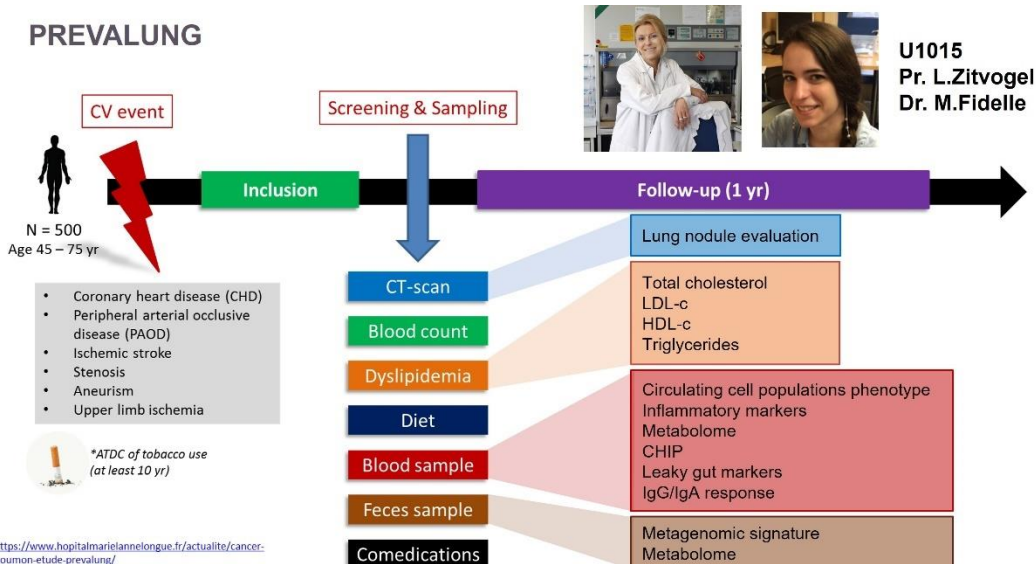 PREVALUNG
U1015
Pr. L.Zitvogel
Dr. M.Fidelle
CV event
Screening & Sampling
Inclusion
Follow-up (1 yr)
N = 500
Age 45 – 75 yr
• Coronary heart disease (CHD)
• Peripheral arterial occlusive
disease (PAOD)
• Ischemic stroke
• Stenosis
• Aneurism
• Upper limb ischemia
*ATDC of tobacco use
(at least 10 yr)
CT-scan
Blood count
Dyslipidemia
Diet
Blood sample
Feces sample
Comedications
Lung nodule evaluation
Total cholesterol
LDL-c
HDL-c
Triglycerides
Circulating cell populations phenotype
Inflammatory markers
Metabolome
CHIP
Leaky gut markers
IgG/IgA response
Metagenomic signature
Metabolome
ttps://www.hopitalmarielannelongue.fr/actualite/cancer-
oumon-etude-prevalung/